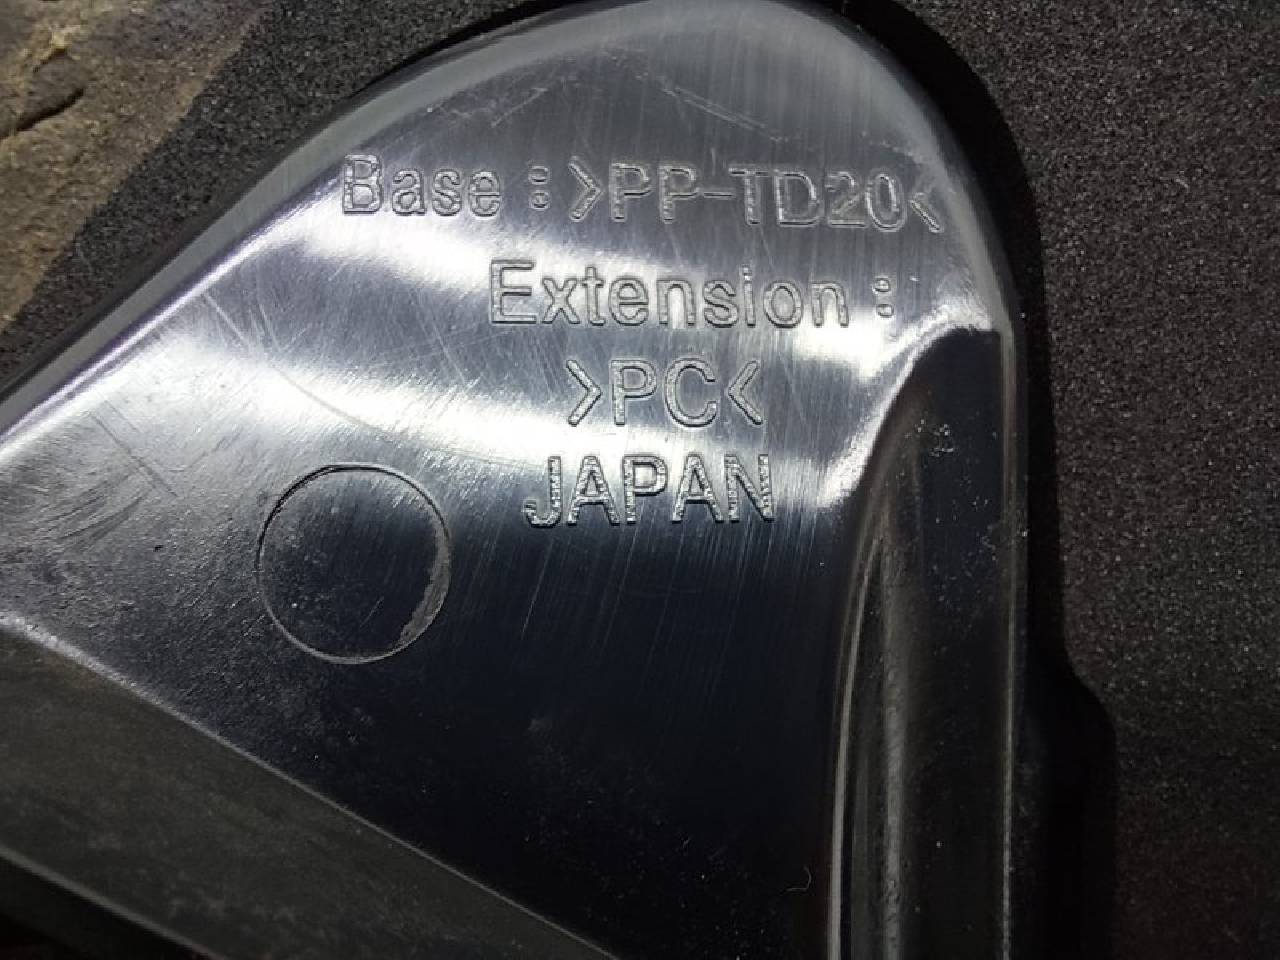 Base : >PP-TD20<
Extension :
>PC<
JAPAN